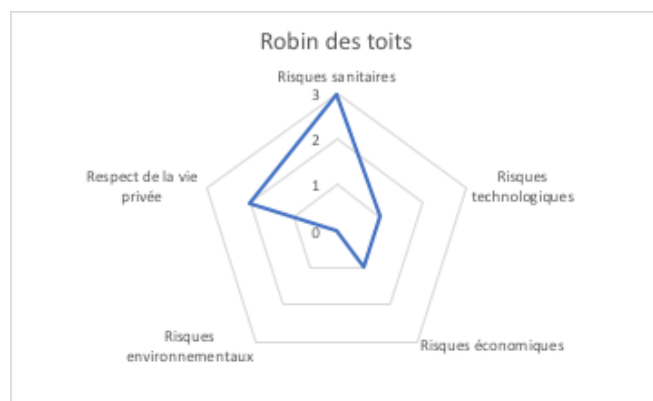 Robin des toits
Risques sanitaires
3
2
1
0
Risques
technologiques
Risques économiques
Risques
environnementaux
Respect de la vie
privée